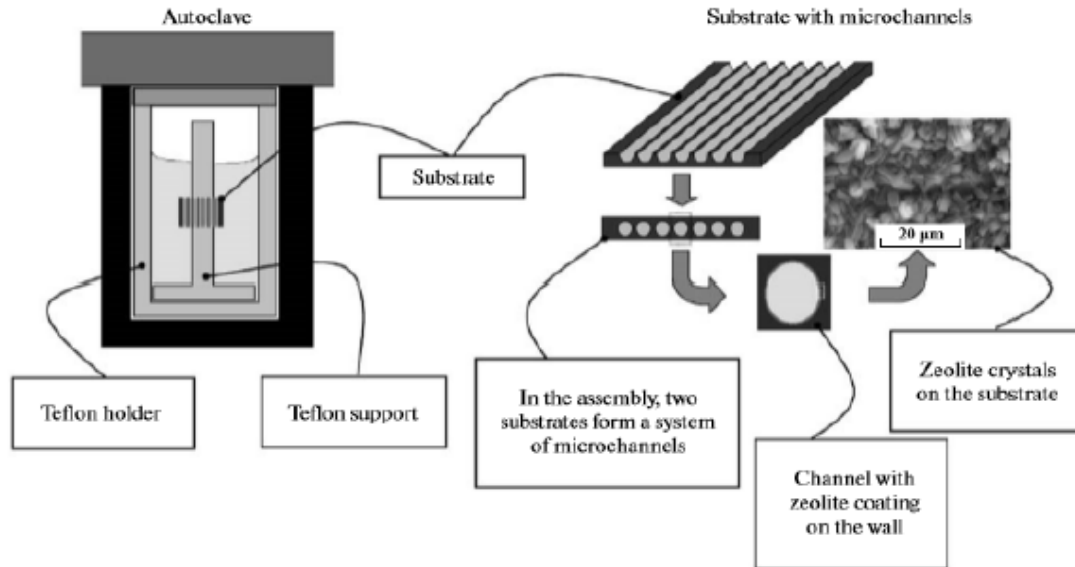 Autoclave
Substrate with microchannels
Substrate
20 µm
Teflon holder
Teflon support
In the assembly, two
substrates form a system
of microchannels
Zeolite crystals
on the substrate
Channel with
zeolite coating
on the wall